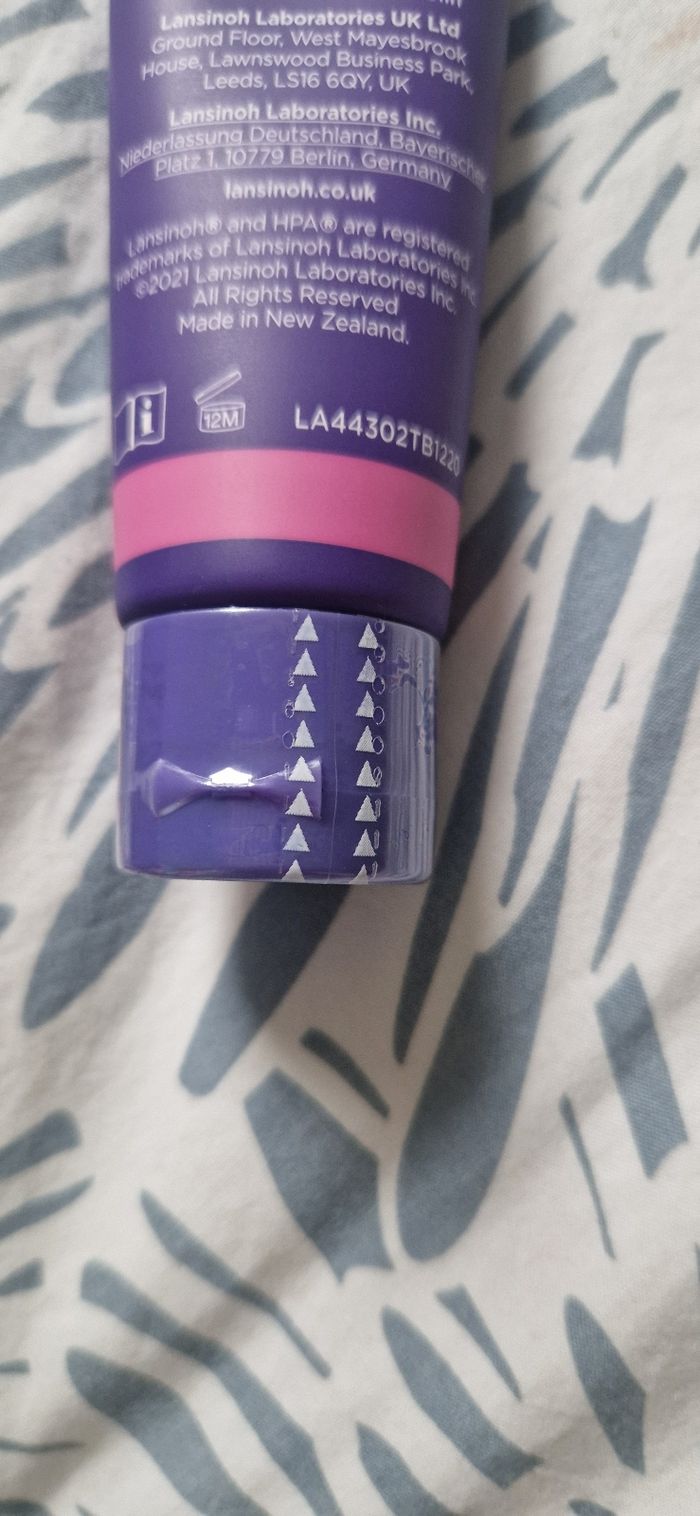 Lansinoh Laboratories UK Ltd
Ground Floor, West Mayesbrook
House, Lawnswood Business Park,
Leeds, LS16 6QY, UK
Lansinoh Laboratories Inc.
Niederlassung Deutschland, Bayerischer
Platz 1, 10779 Berlin, Germany
lansinoh.co.uk
Lansinoh® and HPA® are registered
trademarks of Lansinoh Laboratories Inc.
©2021 Lansinoh Laboratories Inc.
All Rights Reserved
Made in New Zealand.
i 12M LA44302TB1220